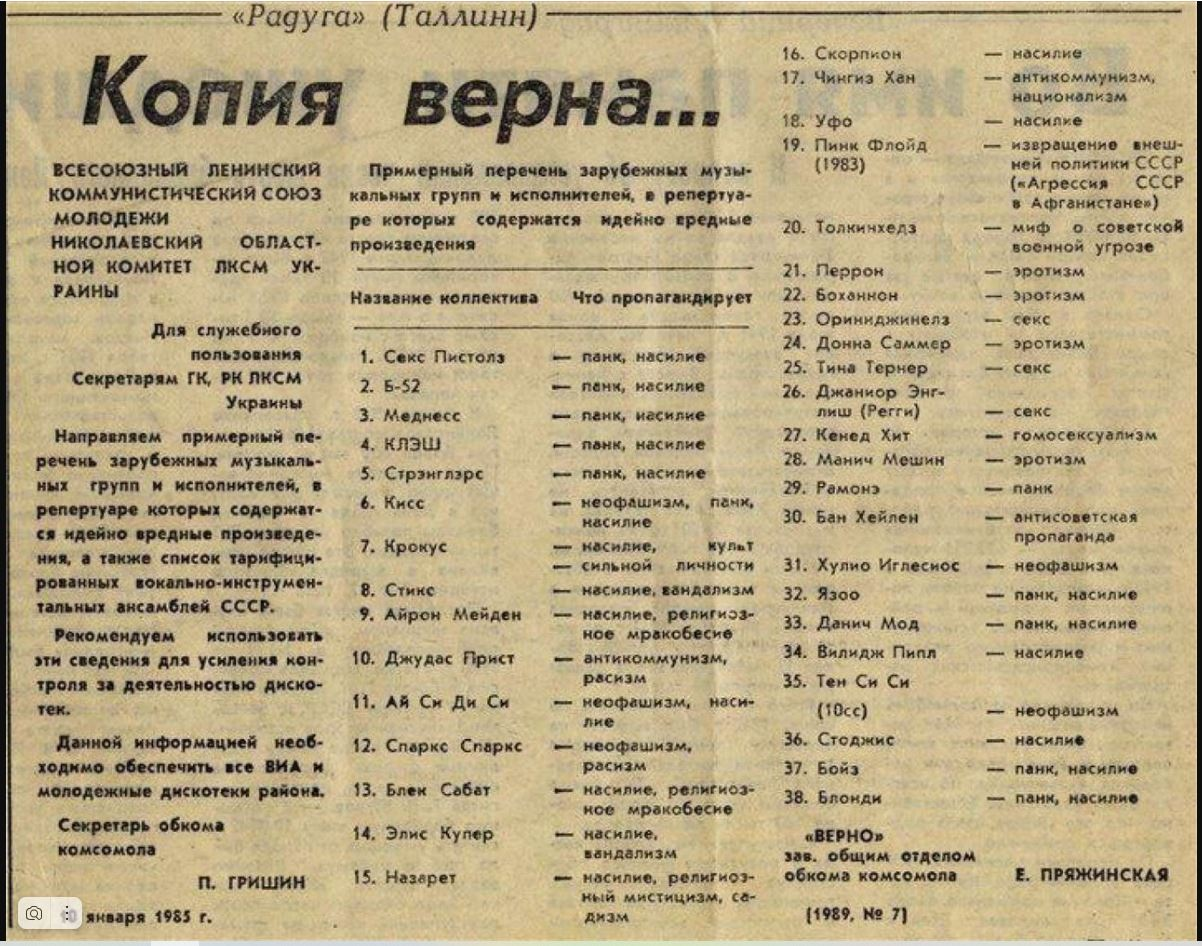 «Радуга» (Таллинн)
Копия верна...
ВСЕСОЮЗНЫЙ ЛЕНИНСКИЙ
КОММУНИСТИЧЕСКИЙ СОЮЗ
МОЛОДЕЖИ
НИКОЛАЕВСКИЙ ОБЛАСТ-
НОЙ КОМИТЕТ ЛКСМ УК-
РАИНЫ
Для служебного
пользования
Секретарям ГК, РК ЛКСМ
Украины
Направляем примерный пе-
речень зарубежных музыкаль-
ных групп и исполнителей, в
репертуаре которых содержат-
ся идейно вредные произведе-
ния, а также список тарифици-
рованных вокально-инструмен-
тальных ансамблей СССР.
Рекомендуем использовать
эти сведения для усиления кон-
троля за деятельностью диско-
тек.
Данной информацией необ-
ходимо обеспечить все ВИА и
молодежные дискотеки района.
Секретарь обкома
комсомола
П. ГРИШИН
10 января 1985 г.
Примерный перечень зарубежных музы-
кальных групп и исполнителей, в репертуа-
ре которых содержатся идейно вредные
произведения
Название коллектива Что пропагандирует
1. Секс Пистолз — панк, насилие
2. Б-52 — панк, насилие
3. Меднесс — панк, насилие
4. КЛЭШ — панк, насилие
5. Стрэнглэрс — панк, насилие
6. Кисс — неофашизм, панк,
насилие
7. Крокус — насилие, культ
— сильной личности
8. Стикс — насилие, вандализм
9. Айрон Мейден — насилие, религиоз-
ное мракобесие
10. Джудас Прист — антикоммунизм,
расизм
11. Ай Си Ди Си — неофашизм, наси-
лие
12. Спаркс Спаркс — неофашизм,
расизм
13. Блек Сабат — насилие, религиоз-
ное мракобесие
14. Элис Купер — насилие,
вандализм
15. Назарет — насилие, религиоз-
ный мистицизм, са-
дизм
16. Скорпион — насилие
17. Чингиз Хан — антикоммунизм,
национализм
18. Уфо — насилие
19. Пинк Флойд — извращение внеш-
(1983) ней политики СССР
(«Агрессия СССР
в Афганистане»)
20. Толкинхедз — миф о советской
военной угрозе
21. Перрон — эротизм
22. Боханнон — эротизм
23. Ориниджинелз — секс
24. Донна Саммер — эротизм
25. Тина Тернер — секс
26. Джаниор Энг-
лиш (Регги) — секс
27. Кенед Хит — гомосексуализм
28. Манич Мешин — эротизм
29. Рамонэ — панк
30. Бан Хейлен — антисоветская
пропаганда
31. Хулио Иглесиос — неофашизм
32. Язоо — панк, насилие
33. Данич Мод — панк, насилие
34. Вилидж Пипл — насилие
35. Тен Си Си
(10сс) — неофашизм
36. Стоджис — насилие
37. Бойз — панк, насилие
38. Блонди — панк, насилие
«ВЕРНО»
зав. общим отделом
обкома комсомола Е. ПРЯЖИНСКАЯ
[1989, № 7]